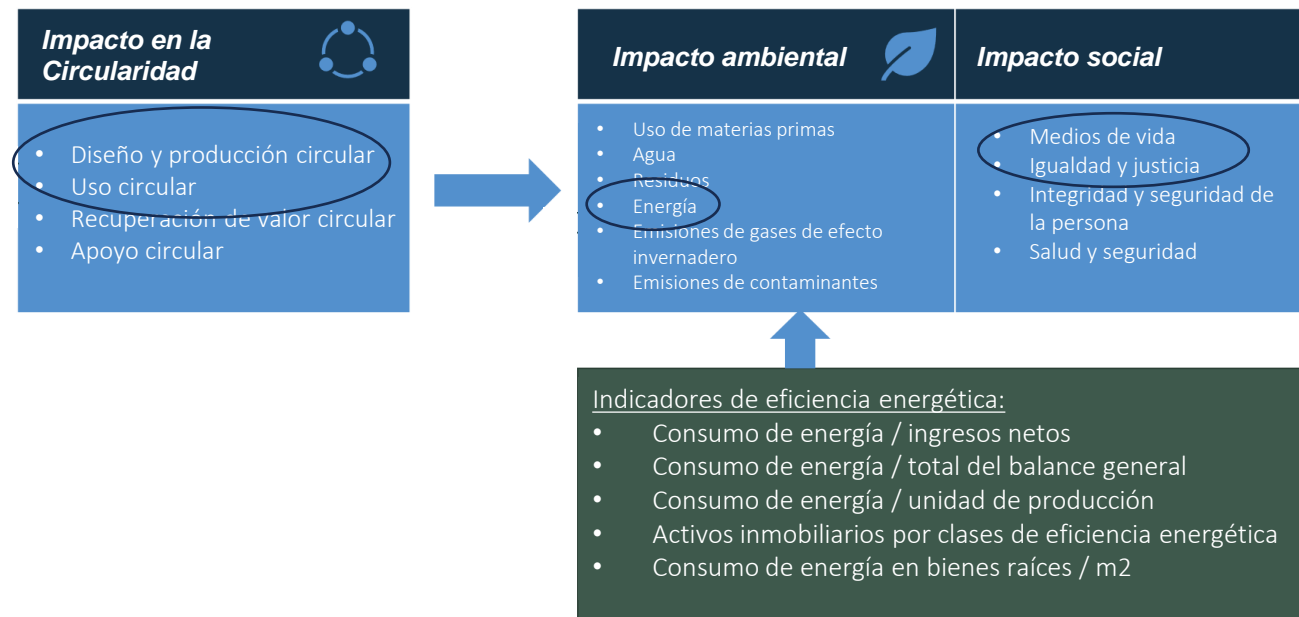 Impacto en la
Circularidad
• Diseño y producción circular
• Uso circular
• Recuperación de valor circular
• Apoyo circular
Impacto ambiental
• Uso de materias primas
• Agua
• Residuos
• Energía
• Emisiones de gases de efecto
invernadero
• Emisiones de contaminantes
Impacto social
• Medios de vida
• Igualdad y justicia
• Integridad y seguridad de
la persona
• Salud y seguridad
Indicadores de eficiencia energética:
• Consumo de energía / ingresos netos
• Consumo de energía / total del balance general
• Consumo de energía / unidad de producción
• Activos inmobiliarios por clases de eficiencia energética
• Consumo de energía en bienes raíces / m2